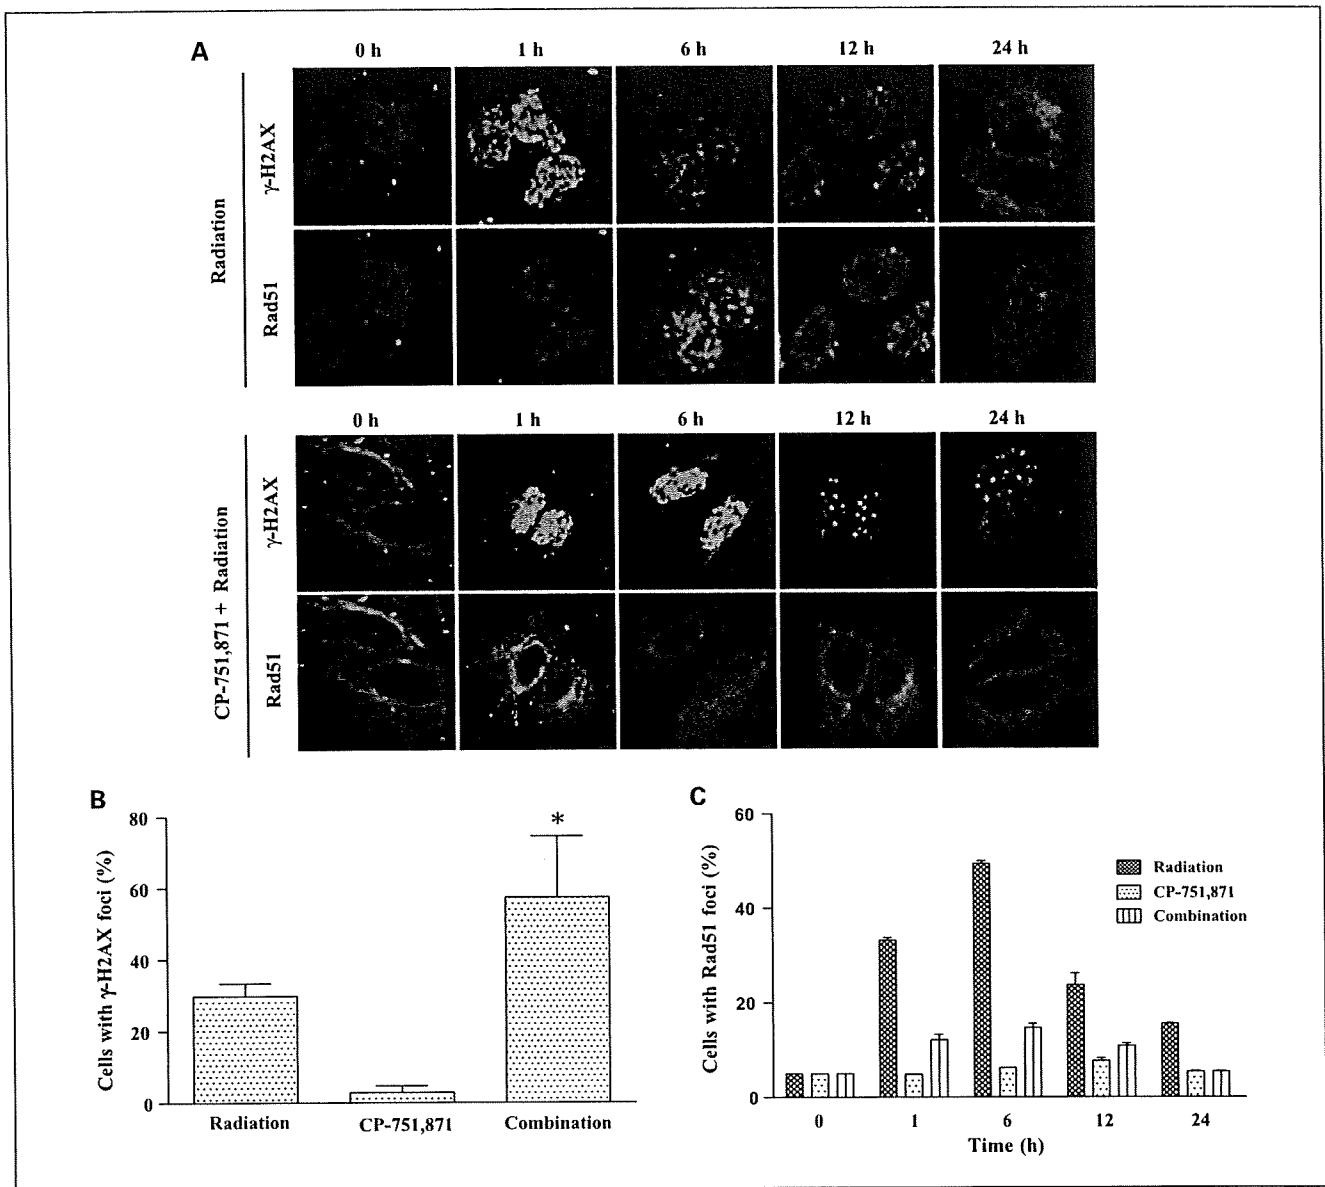 A
0 h 1 h 6 h 12 h 24 h
Radiation
γ-H2AX
Rad51
0 h 1 h 6 h 12 h 24 h
CP-751,871 + Radiation
γ-H2AX
Rad51
B
Cells with γ-H2AX foci (%)
80
60
40
20
0
*
Radiation CP-751,871 Combination
C
Cells with Rad51 foci (%)
60
40
20
0
Radiation
CP-751,871
Combination
0 1 6 12 24
Time (h)